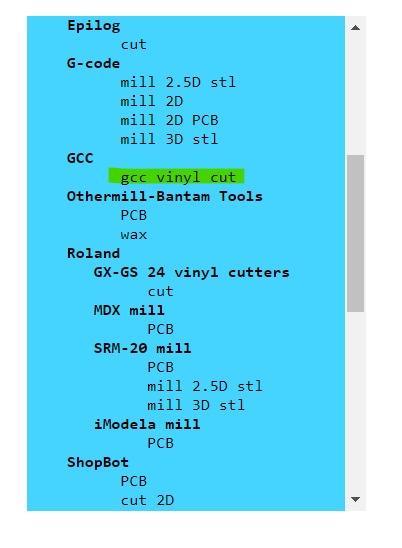 Epilog
cut
G-code
mill 2.5D stl
mill 2D
mill 2D PCB
mill 3D stl
GCC
gcc vinyl cut
Othermill-Bantam Tools
PCB
wax
Roland
GX-GS 24 vinyl cutters
cut
MDX mill
PCB
SRM-20 mill
PCB
mill 2.5D stl
mill 3D stl
iModela mill
PCB
ShopBot
PCB
cut 2D